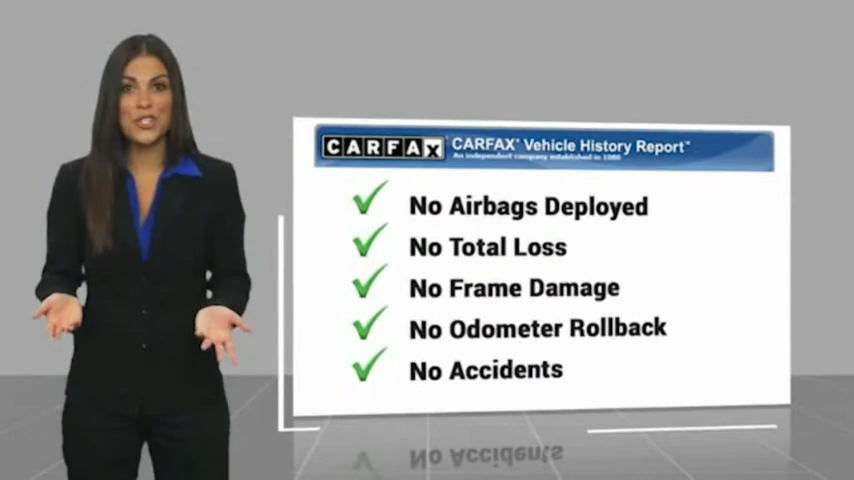 CARFAX CARFAX® Vehicle History Report™
An independent company established in 1986
No Airbags Deployed
No Total Loss
No Frame Damage
No Odometer Rollback
No Accidents
No Accidents